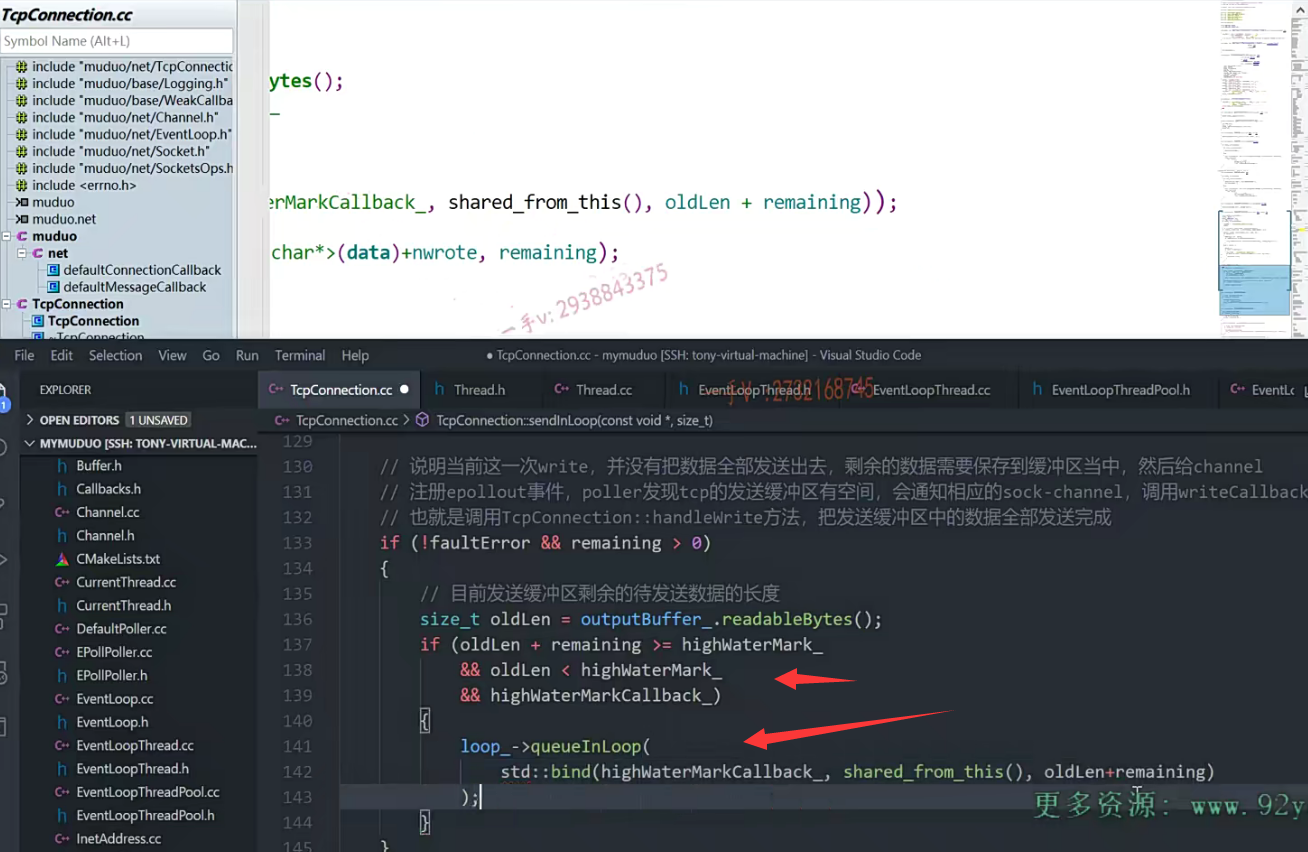 TcpConnection.cc
Symbol Name (Alt+L)
include "muduo/net/TcpConnectic
include "muduo/base/Logging.h"
include "muduo/base/WeakCallba
include "muduo/net/Channel.h"
include "muduo/net/EventLoop.h"
include "muduo/net/Socket.h"
include "muduo/net/SocketsOps.h
include <errno.h>
muduo
muduo.net
muduo
net
defaultConnectionCallback
defaultMessageCallback
TcpConnection
TcpConnection
~TcpConnection
ytes();
erMarkCallback_, shared_from_this(), oldLen + remaining));
char*>(data)+nwrote, remaining);
一手v:2938843375
File Edit Selection View Go Run Terminal Help
● TcpConnection.cc - mymuduo [SSH: tony-virtual-machine] - Visual Studio Code
1
EXPLORER
OPEN EDITORS 1 UNSAVED
MYMUDUO [SSH: TONY-VIRTUAL-MAC...
h Buffer.h
h Callbacks.h
C++ Channel.cc
h Channel.h
CMakeLists.txt
C++ CurrentThread.cc
h CurrentThread.h
C++ DefaultPoller.cc
C++ EPollPoller.cc
h EPollPoller.h
C++ EventLoop.cc
h EventLoop.h
C++ EventLoopThread.cc
h EventLoopThread.h
C++ EventLoopThreadPool.cc
h EventLoopThreadPool.h
C++ InetAddress.cc
C++ TcpConnection.cc ● h Thread.h C++ Thread.cc h EventLoopThread.h C++ EventLoopThread.cc h EventLoopThreadPool.h C++ EventLc
手V:2732168745
C++ TcpConnection.cc > TcpConnection::sendInLoop(const void *, size_t)
129
130 // 说明当前这一次write，并没有把数据全部发送出去，剩余的数据需要保存到缓冲区当中，然后给channel
131 // 注册epollout事件，poller发现tcp的发送缓冲区有空间，会通知相应的sock-channel，调用writeCallback
132 // 也就是调用TcpConnection::handleWrite方法，把发送缓冲区中的数据全部发送完成
133 if (!faultError && remaining > 0)
134 {
135 // 目前发送缓冲区剩余的待发送数据的长度
136 size_t oldLen = outputBuffer_.readableBytes();
137 if (oldLen + remaining >= highWaterMark_
138 && oldLen < highWaterMark_
139 && highWaterMarkCallback_)
140 {
141 loop_->queueInLoop(
142 std::bind(highWaterMarkCallback_, shared_from_this(), oldLen+remaining)
143 );
144 }
145 }
更多资源：www.92y